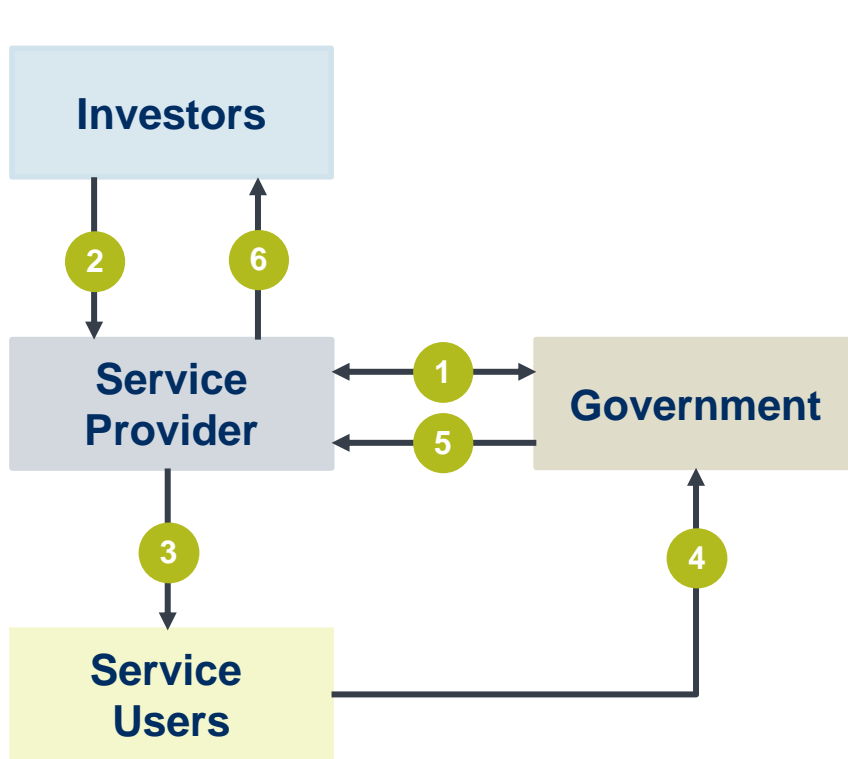 Investors
2
6
Service
Provider
1
Government
5
3
4
Service
Users